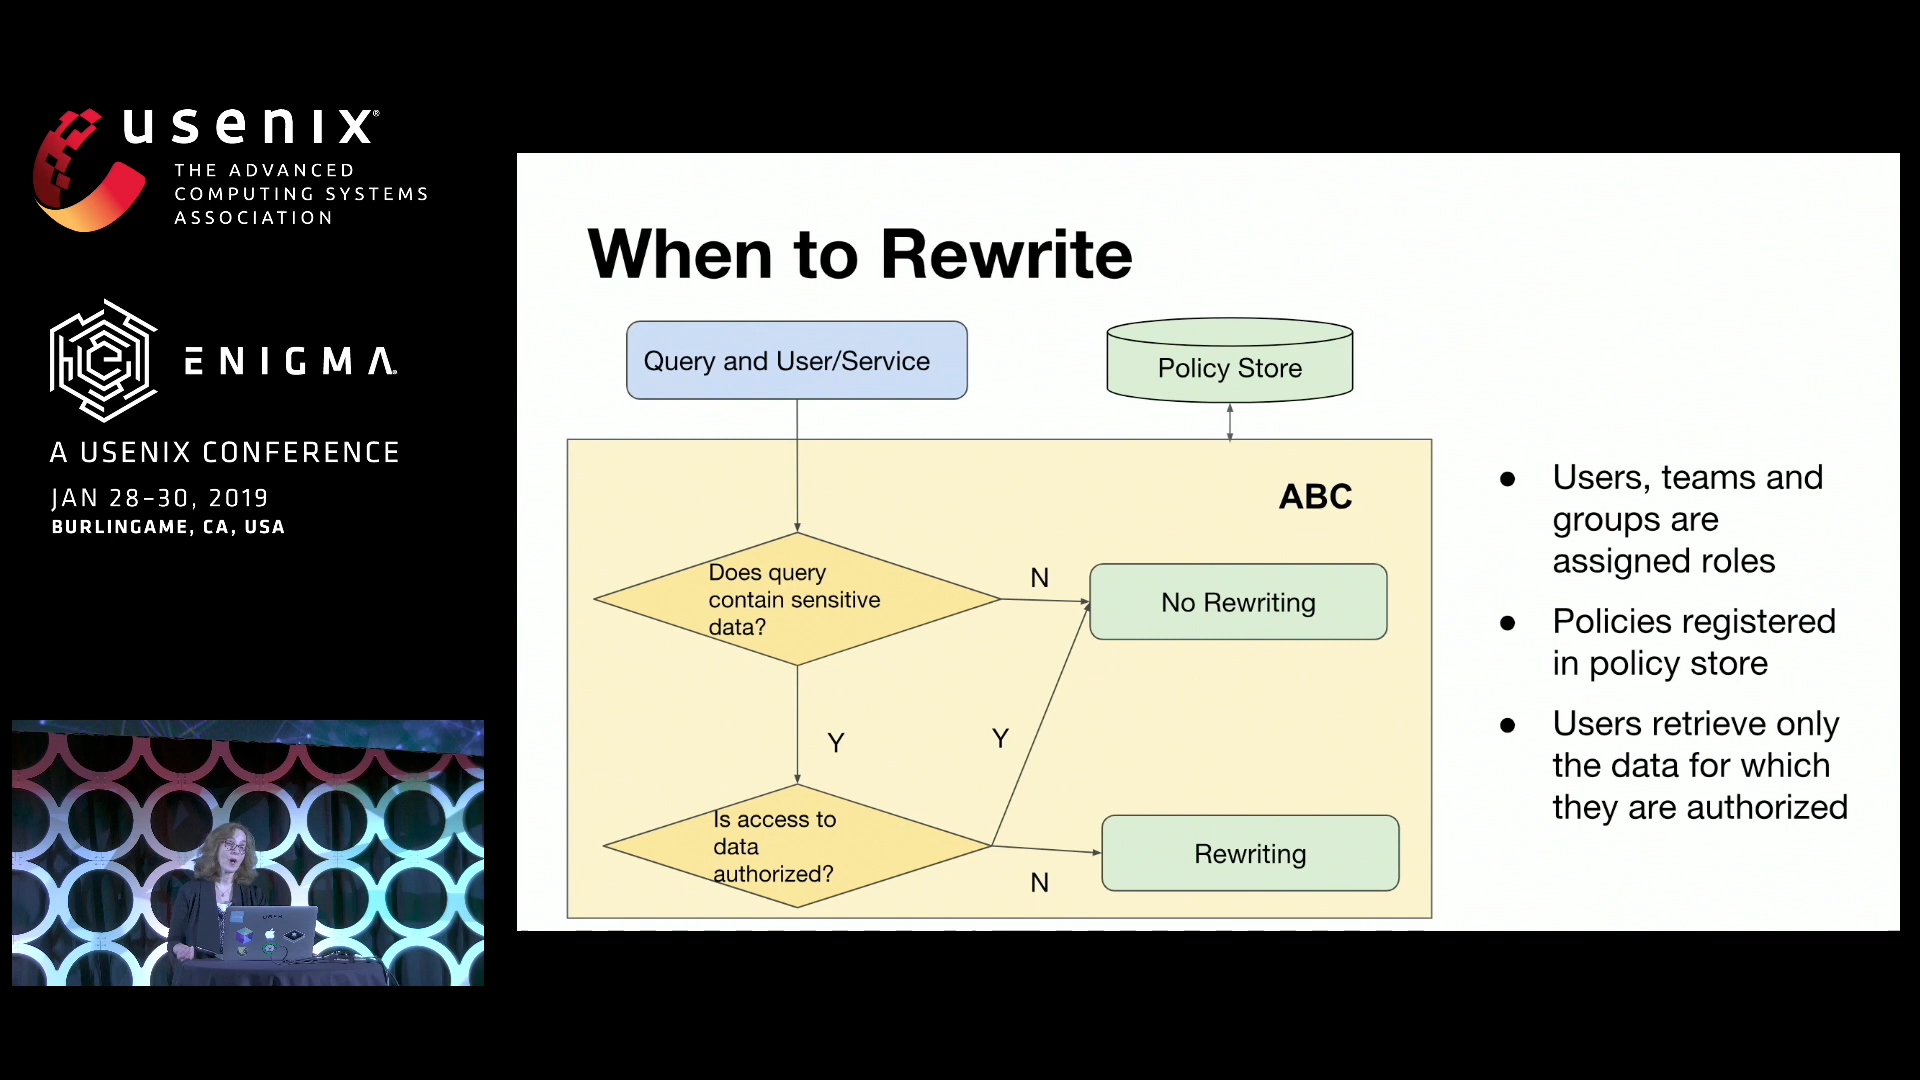 usenix®
THE ADVANCED
COMPUTING SYSTEMS
ASSOCIATION
ENIGMA
A USENIX CONFERENCE
JAN 28–30, 2019
BURLINGAME, CA, USA
When to Rewrite
Query and User/Service
Policy Store
ABC
Does query
contain sensitive
data?
N
No Rewriting
Y
Y
Is access to
data
authorized?
N
Rewriting
● Users, teams and
groups are
assigned roles
● Policies registered
in policy store
● Users retrieve only
the data for which
they are authorized